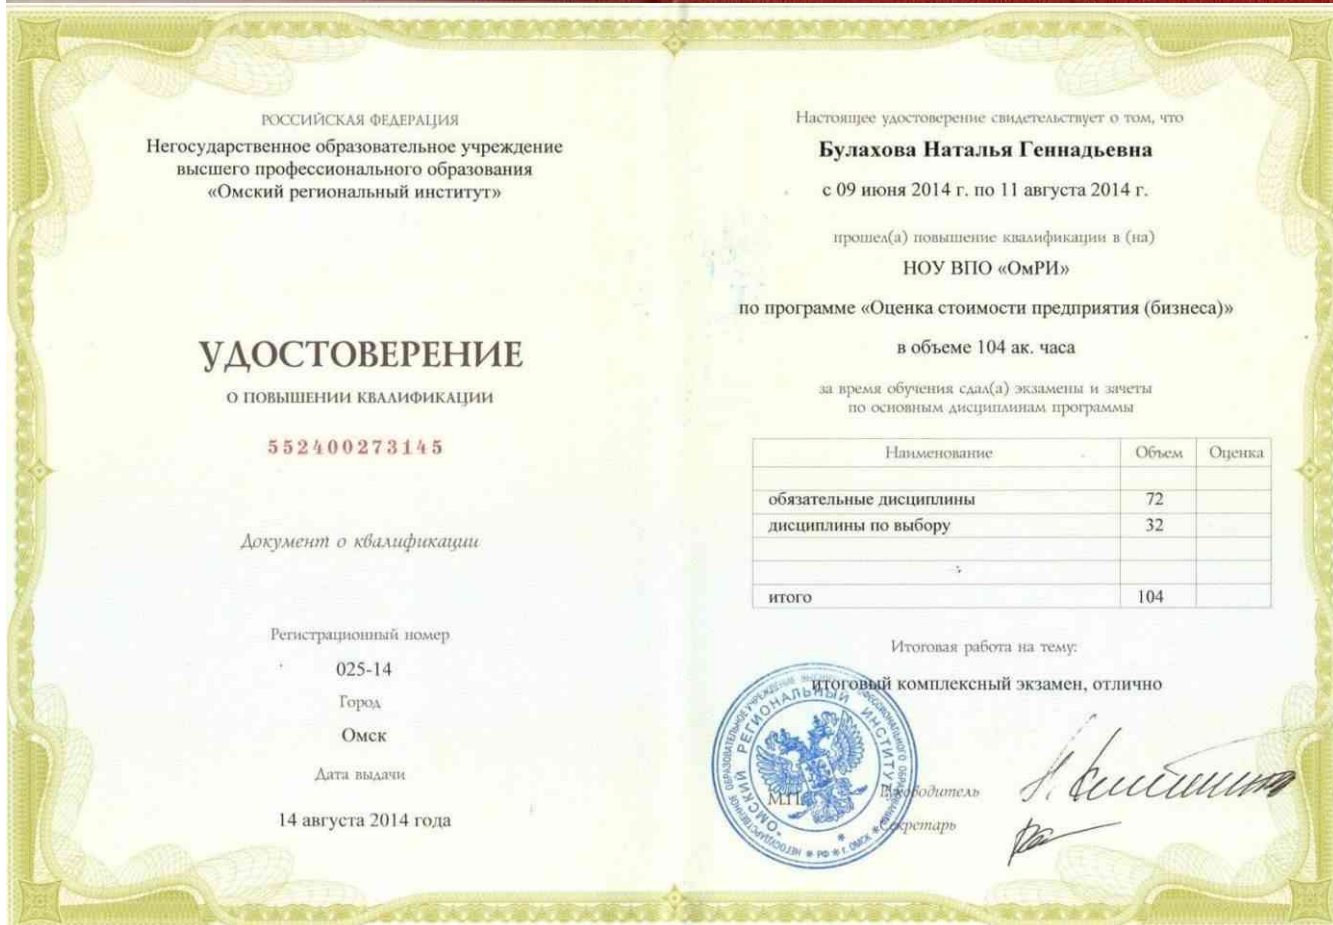 РОССИЙСКАЯ ФЕДЕРАЦИЯ
Негосударственное образовательное учреждение
высшего профессионального образования
«Омский региональный институт»
УДОСТОВЕРЕНИЕ
О ПОВЫШЕНИИ КВАЛИФИКАЦИИ
552400273145
Документ о квалификации
Регистрационный номер
025-14
Город
Омск
Дата выдачи
14 августа 2014 года
Настоящее удостоверение свидетельствует о том, что
Булахова Наталья Геннадьевна
с 09 июня 2014 г. по 11 августа 2014 г.
прошел(а) повышение квалификации в (на)
НОУ ВПО «ОмРИ»
по программе «Оценка стоимости предприятия (бизнеса)»
в объеме 104 ак. часа
за время обучения сдал(а) экзамены и зачеты
по основным дисциплинам программы
Наименование Объем Оценка
обязательные дисциплины 72
дисциплины по выбору 32
итого 104
Итоговая работа на тему:
итоговый комплексный экзамен, отлично
ОМСКИЙ РЕГИОНАЛЬНЫЙ ИНСТИТУТ
М.П.
Руководитель
Секретарь